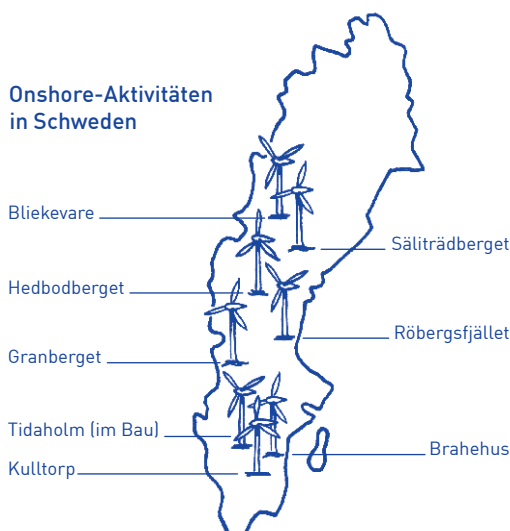 Onshore-Aktivitäten
in Schweden
Bliekevare
Säliträdberget
Hedbodberget
Röbergsfjället
Granberget
Tidaholm (im Bau)
Brahehus
Kulltorp